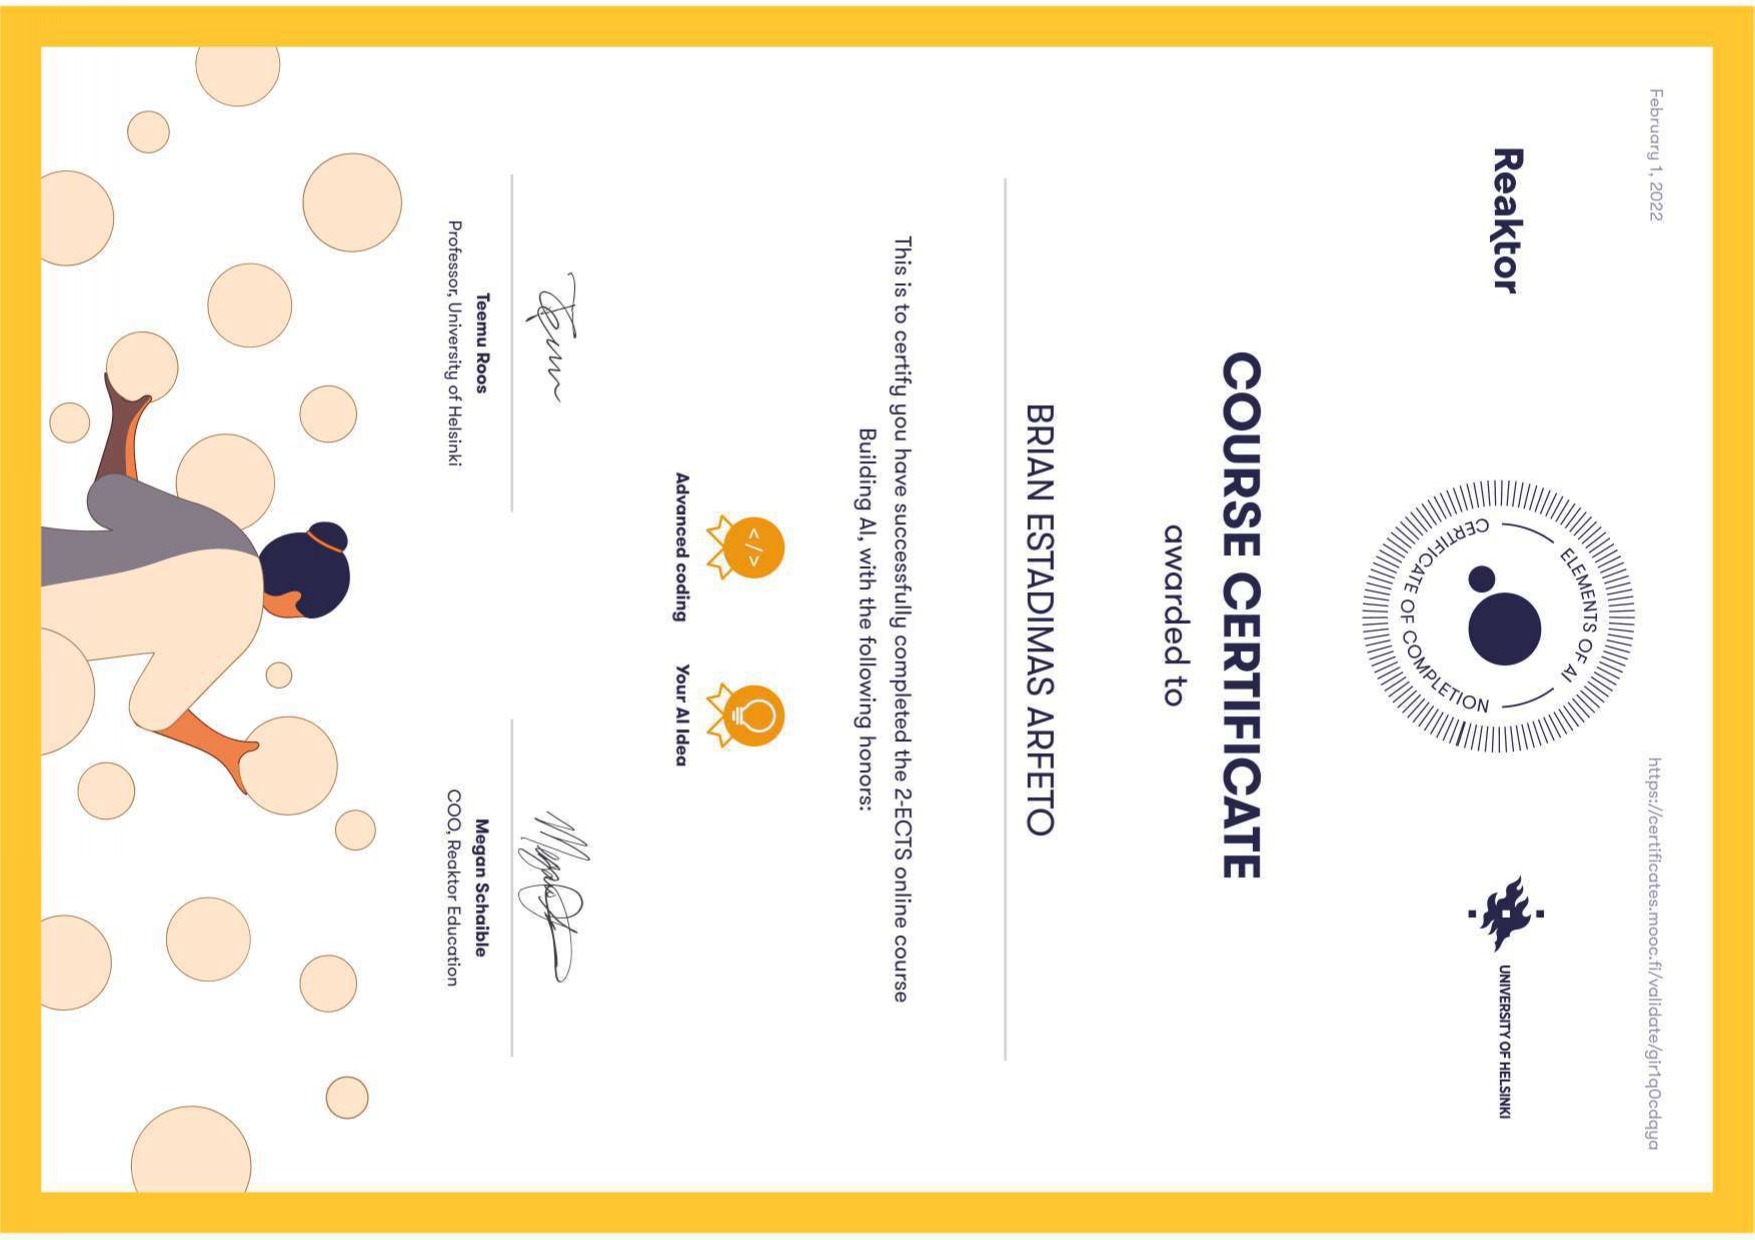 February 1, 2022
https://certificates.mooc.fi/validate/gir1q0cdqya
Reaktor
ELEMENTS OF AI
CERTIFICATE OF COMPLETION
UNIVERSITY OF HELSINKI
COURSE CERTIFICATE
awarded to
BRIAN ESTADIMAS ARFETO
This is to certify you have successfully completed the 2-ECTS online course
Building AI, with the following honors:
</>
Advanced coding
Your AI Idea
Teemu Roos
Professor, University of Helsinki
Megan Schaible
COO, Reaktor Education